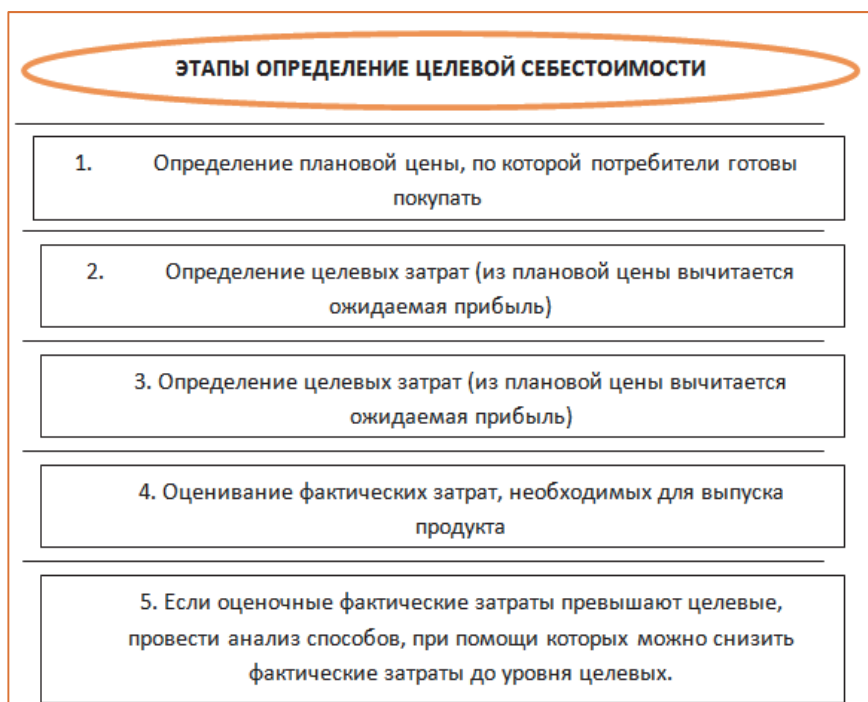 ЭТАПЫ ОПРЕДЕЛЕНИЕ ЦЕЛЕВОЙ СЕБЕСТОИМОСТИ
1. Определение плановой цены, по которой потребители готовы
покупать
2. Определение целевых затрат (из плановой цены вычитается
ожидаемая прибыль)
3. Определение целевых затрат (из плановой цены вычитается
ожидаемая прибыль)
4. Оценивание фактических затрат, необходимых для выпуска
продукта
5. Если оценочные фактические затраты превышают целевые,
провести анализ способов, при помощи которых можно снизить
фактические затраты до уровня целевых.